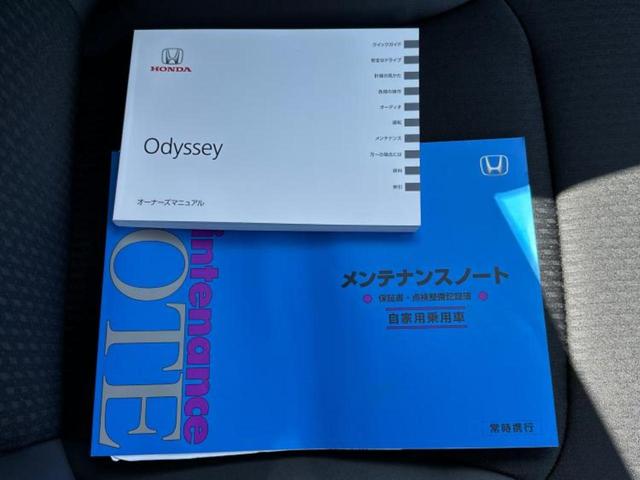 HONDA
Odyssey
オーナーズマニュアル
クイックガイド
安全なドライブ
計器の見かた
各部の操作
オーディオ
運転
メンテナンス
万一の場合には
資料
索引
intenance
OTE
メンテナンスノート
保証書・点検整備記録簿
自家用乗用車
常時携行